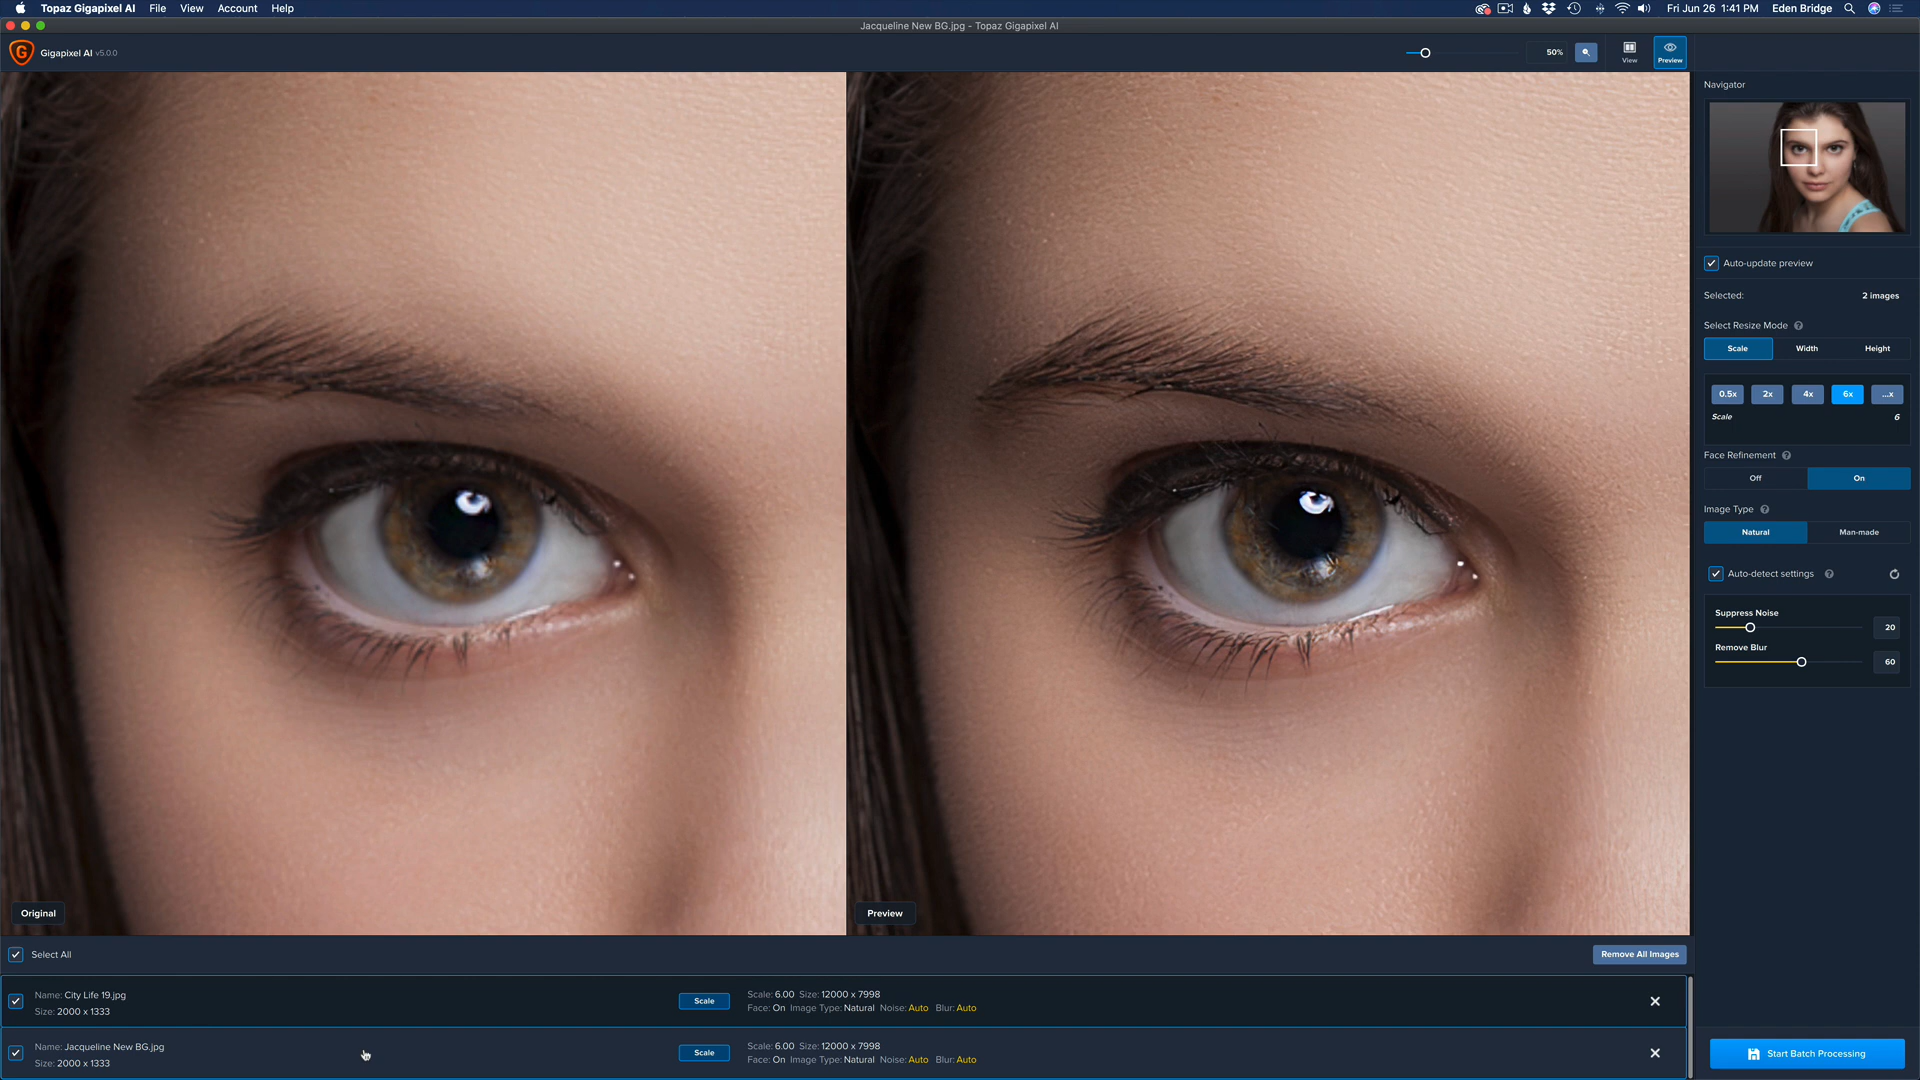 Topaz Gigapixel AI File View Account Help Fri Jun 26 1:41 PM Eden Bridge
Jacqueline New BG.jpg - Topaz Gigapixel AI
G Gigapixel AI v5.0.0 50% View Preview
Navigator
Auto-update preview
Selected: 2 images
Select Resize Mode ?
Scale Width Height
0.5x 2x 4x 6x ...x
Scale 6
Face Refinement ?
Off On
Image Type ?
Natural Man-made
Auto-detect settings ?
Suppress Noise
20
Remove Blur
60
Original Preview
Select All Remove All Images
Name: City Life 19.jpg
Size: 2000 x 1333
Scale
Scale: 6.00 Size: 12000 x 7998
Face: On Image Type: Natural Noise: Auto Blur: Auto
Name: Jacqueline New BG.jpg
Size: 2000 x 1333
Scale
Scale: 6.00 Size: 12000 x 7998
Face: On Image Type: Natural Noise: Auto Blur: Auto
Start Batch Processing